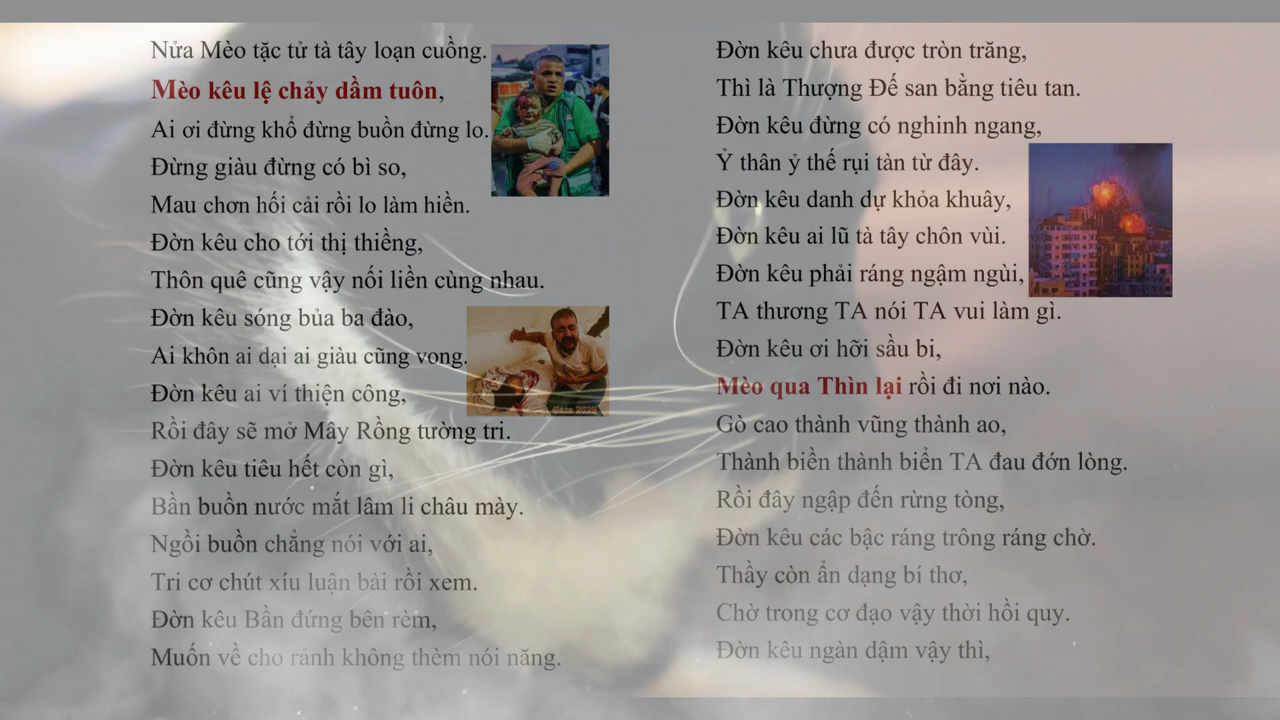 Nửa Mèo tặc tử tà tây loạn cuồng.
Mèo kêu lệ chảy dầm tuôn,
Ai ơi đừng khổ đừng buồn đừng lo.
Đừng giàu đừng có bì so,
Mau chơn hối cải rồi lo làm hiền.
Đờn kêu cho tới thị thiềng,
Thôn quê cũng vậy nối liền cùng nhau.
Đờn kêu sóng bủa ba đào,
Ai khôn ai dại ai giàu cũng vong.
Đờn kêu ai ví thiện công,
Rồi đây sẽ mở Mây Rồng tường tri.
Đờn kêu tiêu hết còn gì,
Bần buồn nước mắt lâm li châu mày.
Ngồi buồn chẳng nói với ai,
Tri cơ chút xíu luận bài rồi xem.
Đờn kêu Bần đứng bên rèm,
Muốn về cho rảnh không thèm nói năng.
Đờn kêu chưa được tròn trăng,
Thì là Thượng Đế san bằng tiêu tan.
Đờn kêu đừng có nghinh ngang,
Ỷ thân ỷ thế rụi tàn từ đây.
Đờn kêu danh dự khỏa khuây,
Đờn kêu ai lũ tà tây chôn vùi.
Đờn kêu phải ráng ngậm ngùi,
TA thương TA nói TA vui làm gì.
Đờn kêu ơi hỡi sầu bi,
Mèo qua Thìn lại rồi đi nơi nào.
Gò cao thành vũng thành ao,
Thành biền thành biển TA đau đớn lòng.
Rồi đây ngập đến rừng tòng,
Đờn kêu các bậc ráng trông ráng chờ.
Thầy còn ẩn dạng bí thơ,
Chờ trong cơ đạo vậy thời hồi quy.
Đờn kêu ngàn dậm vậy thì,